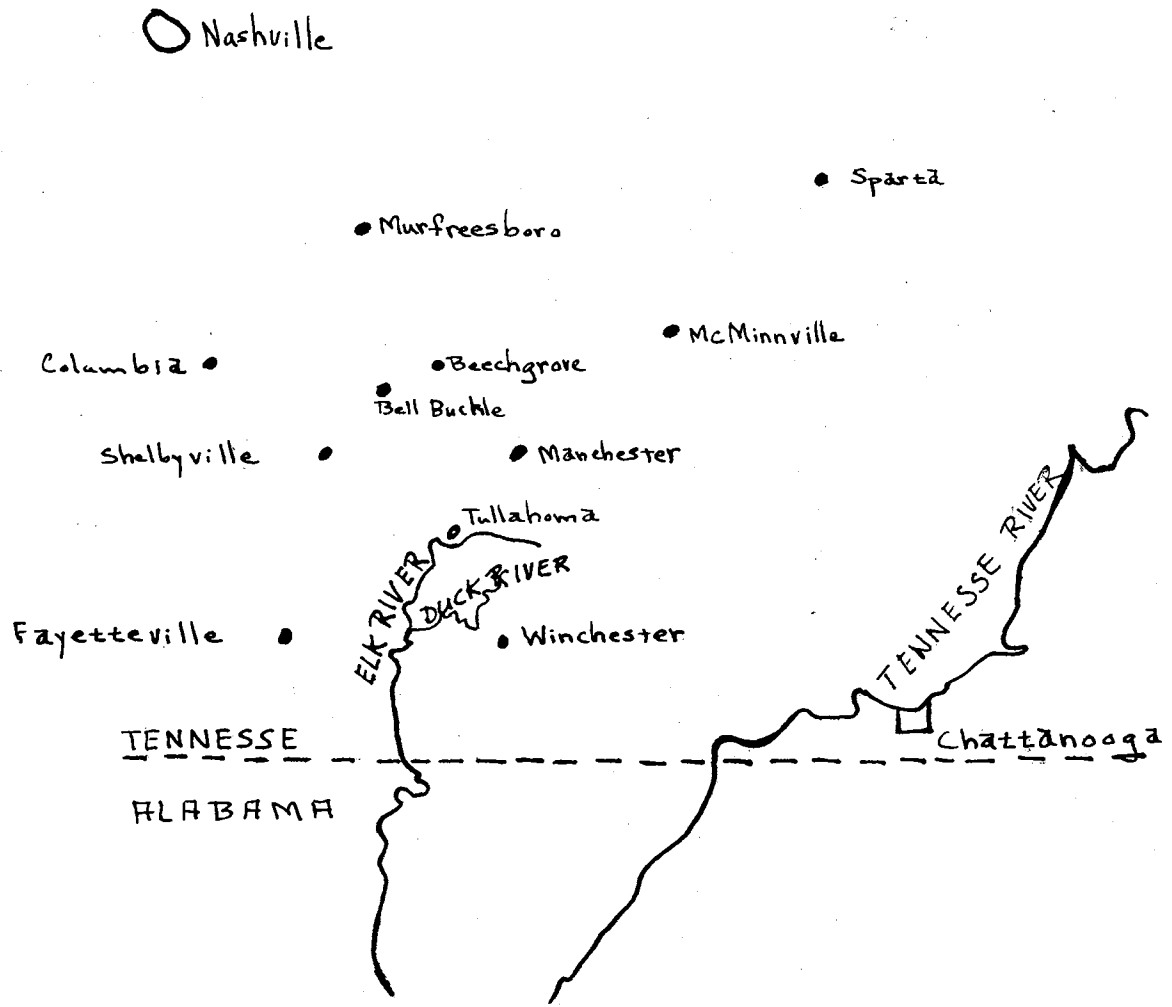 Nashville
Sparta
Murfreesboro
McMinnville
Columbia
Beechgrove
Bell Buckle
Shelbyville
Manchester
Tullahoma
ELK RIVER
DUCK RIVER
TENNESSE RIVER
Fayetteville
Winchester
TENNESSE
Chattanooga
ALABAMA